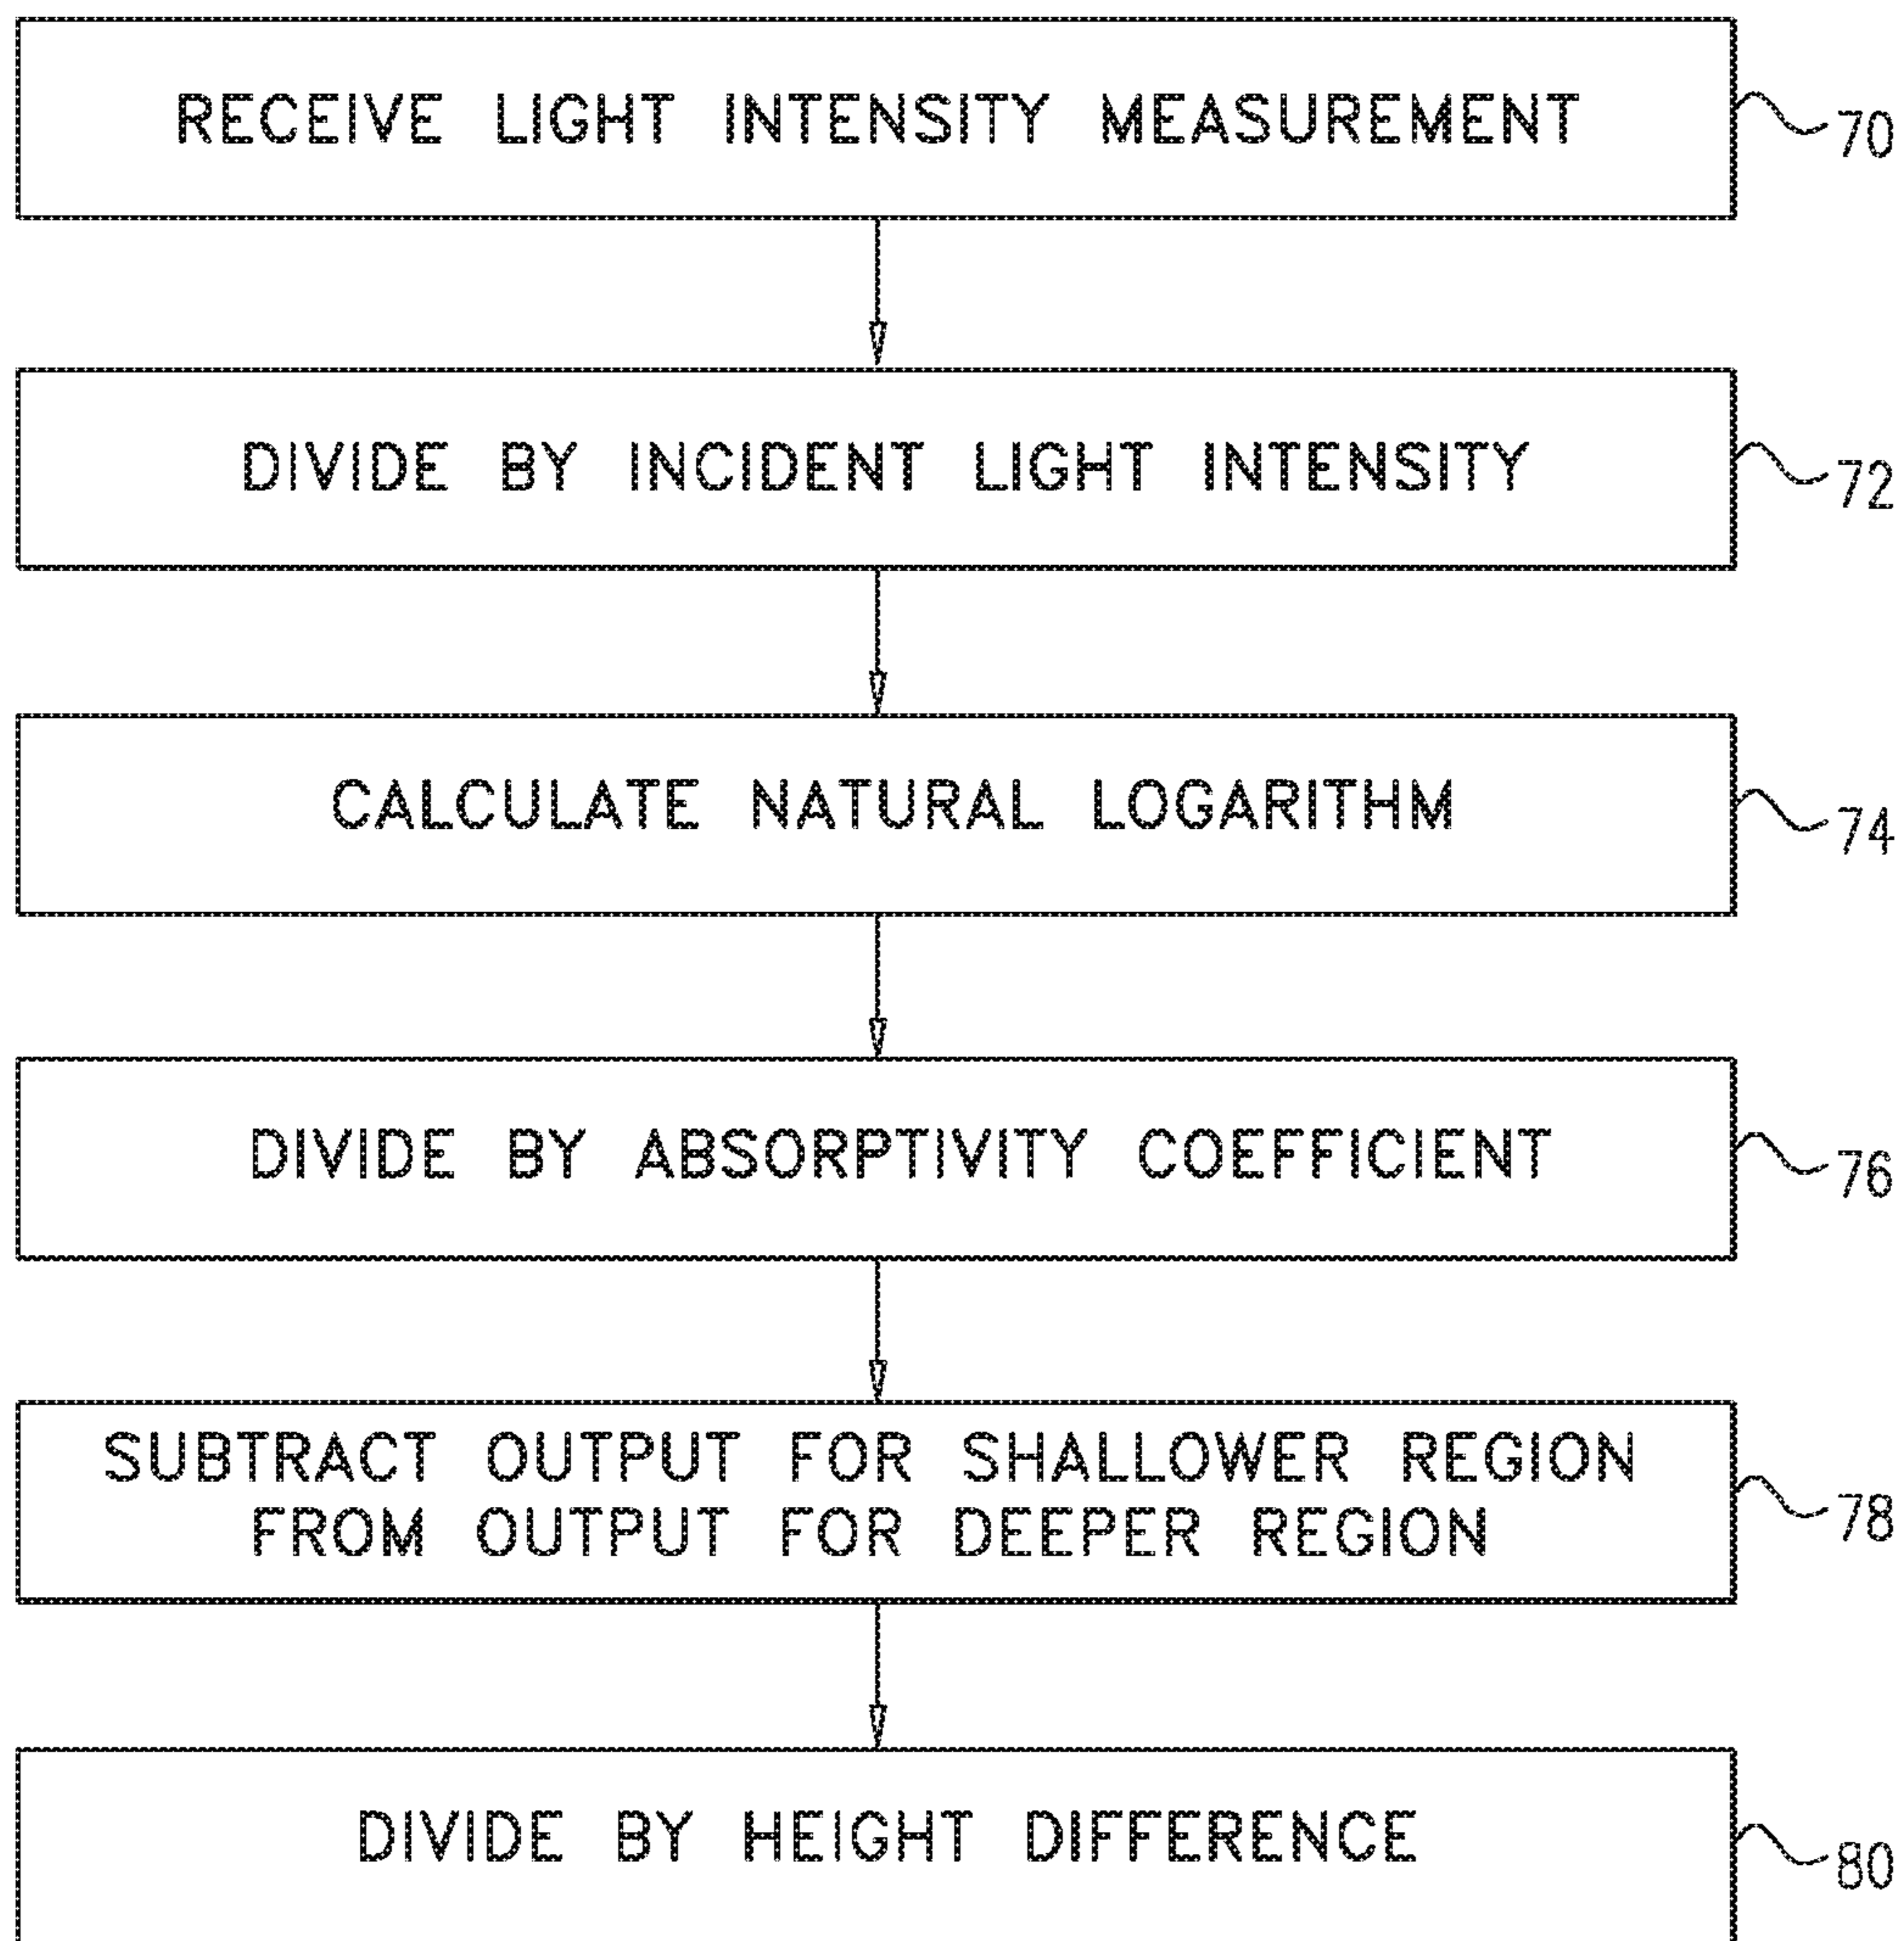 RECEIVE LIGHT INTENSITY MEASUREMENT
70
DIVIDE BY INCIDENT LIGHT INTENSITY
72
CALCULATE NATURAL LOGARITHM
74
DIVIDE BY ABSORPTIVITY COEFFICIENT
76
SUBTRACT OUTPUT FOR SHALLOWER REGION
FROM OUTPUT FOR DEEPER REGION
78
DIVIDE BY HEIGHT DIFFERENCE
80